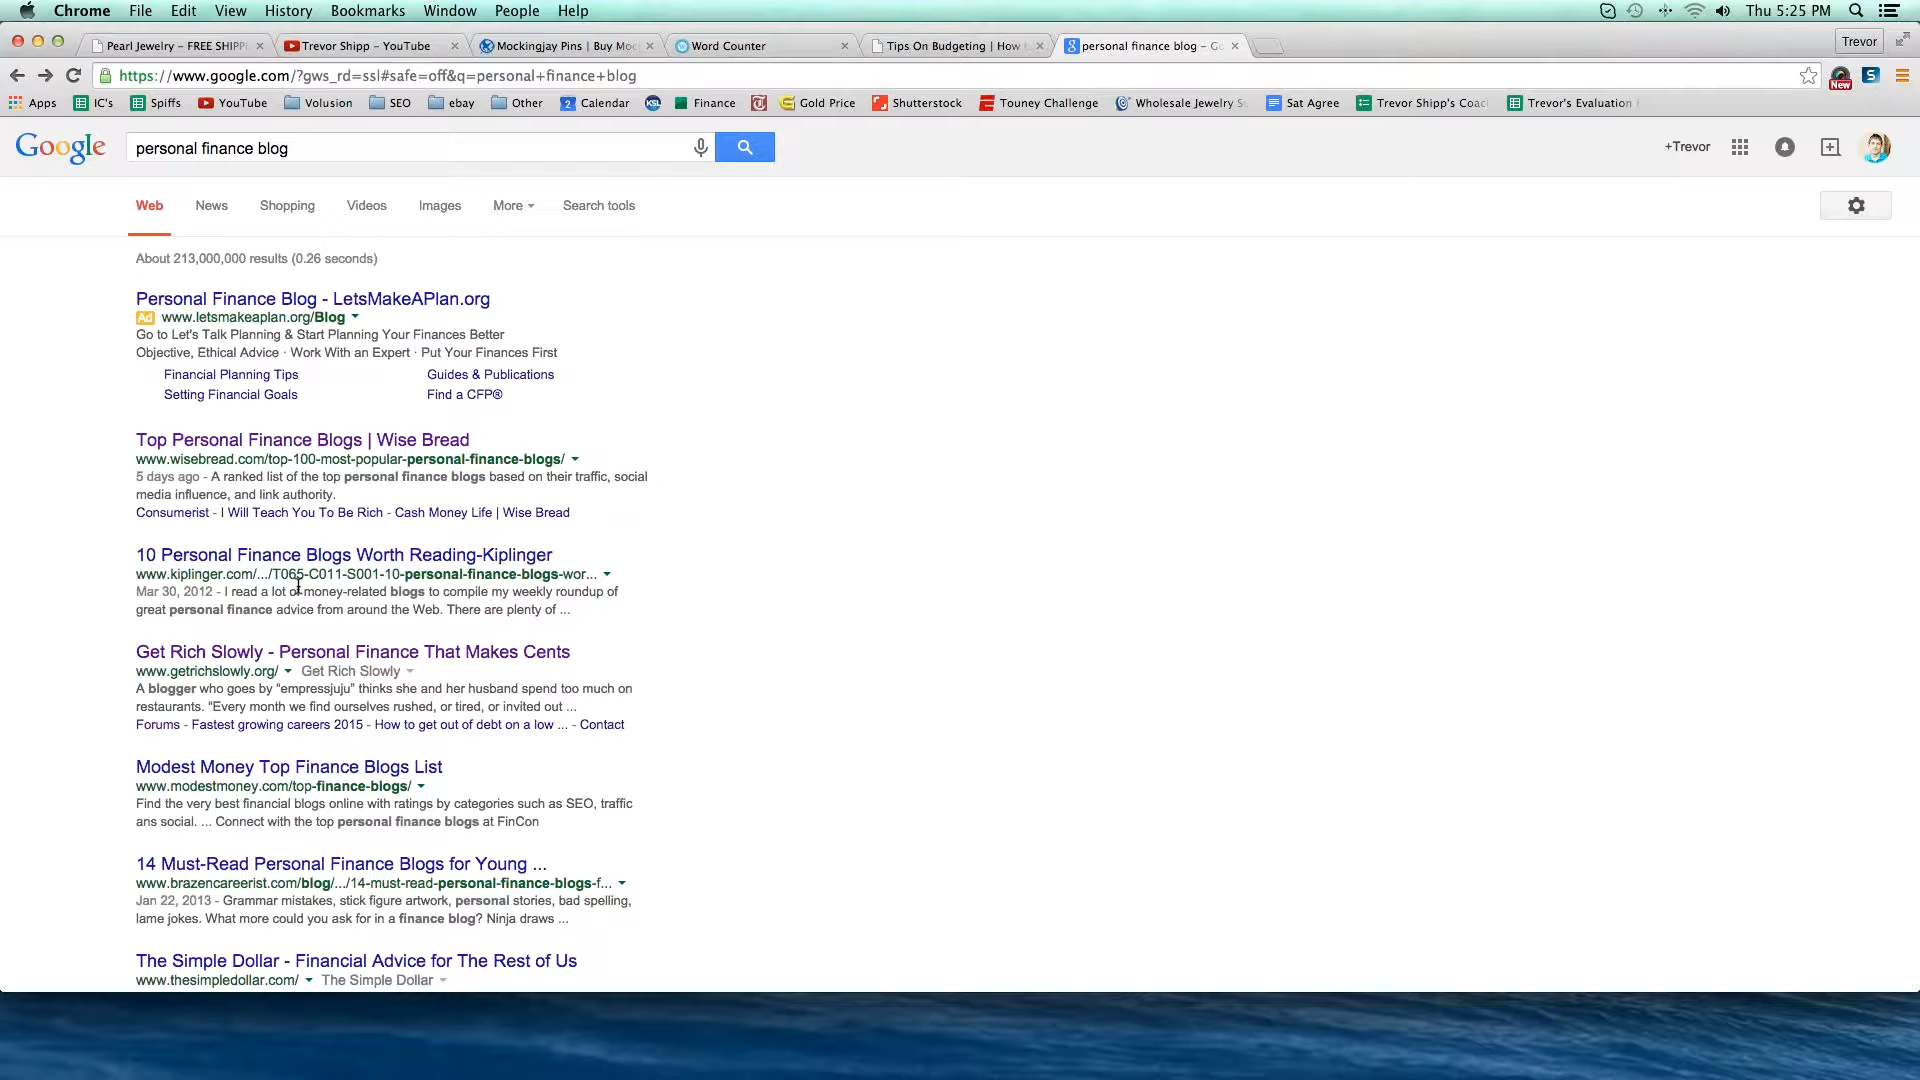 Chrome File Edit View History Bookmarks Window People Help Thu 5:25 PM
Pearl Jewelry – FREE SHIPP Trevor Shipp – YouTube Mockingjay Pins | Buy Moc Word Counter Tips On Budgeting | How personal finance blog – Go Trevor
https://www.google.com/?gws_rd=ssl#safe=off&q=personal+finance+blog New
Apps IC's Spiffs YouTube Volusion SEO ebay Other 2 Calendar KSL Finance Gold Price Shutterstock Touney Challenge Wholesale Jewelry Sat Agree Trevor Shipp's Coac Trevor's Evaluation
Google personal finance blog +Trevor
Web News Shopping Videos Images More Search tools
About 213,000,000 results (0.26 seconds)
Personal Finance Blog - LetsMakeAPlan.org
Ad www.letsmakeaplan.org/Blog
Go to Let's Talk Planning & Start Planning Your Finances Better
Objective, Ethical Advice · Work With an Expert · Put Your Finances First
Financial Planning Tips Guides & Publications
Setting Financial Goals Find a CFP®
Top Personal Finance Blogs | Wise Bread
www.wisebread.com/top-100-most-popular-personal-finance-blogs/
5 days ago - A ranked list of the top personal finance blogs based on their traffic, social
media influence, and link authority.
Consumerist - I Will Teach You To Be Rich - Cash Money Life | Wise Bread
10 Personal Finance Blogs Worth Reading-Kiplinger
www.kiplinger.com/.../T065-C011-S001-10-personal-finance-blogs-wor...
Mar 30, 2012 - I read a lot of money-related blogs to compile my weekly roundup of
great personal finance advice from around the Web. There are plenty of ...
Get Rich Slowly - Personal Finance That Makes Cents
www.getrichslowly.org/ Get Rich Slowly
A blogger who goes by “empressjuju” thinks she and her husband spend too much on
restaurants. “Every month we find ourselves rushed, or tired, or invited out ...
Forums - Fastest growing careers 2015 - How to get out of debt on a low ... - Contact
Modest Money Top Finance Blogs List
www.modestmoney.com/top-finance-blogs/
Find the very best financial blogs online with ratings by categories such as SEO, traffic
ans social. ... Connect with the top personal finance blogs at FinCon
14 Must-Read Personal Finance Blogs for Young ...
www.brazencareerist.com/blog/.../14-must-read-personal-finance-blogs-f...
Jan 22, 2013 - Grammar mistakes, stick figure artwork, personal stories, bad spelling,
lame jokes. What more could you ask for in a finance blog? Ninja draws ...
The Simple Dollar - Financial Advice for The Rest of Us
www.thesimpledollar.com/ The Simple Dollar